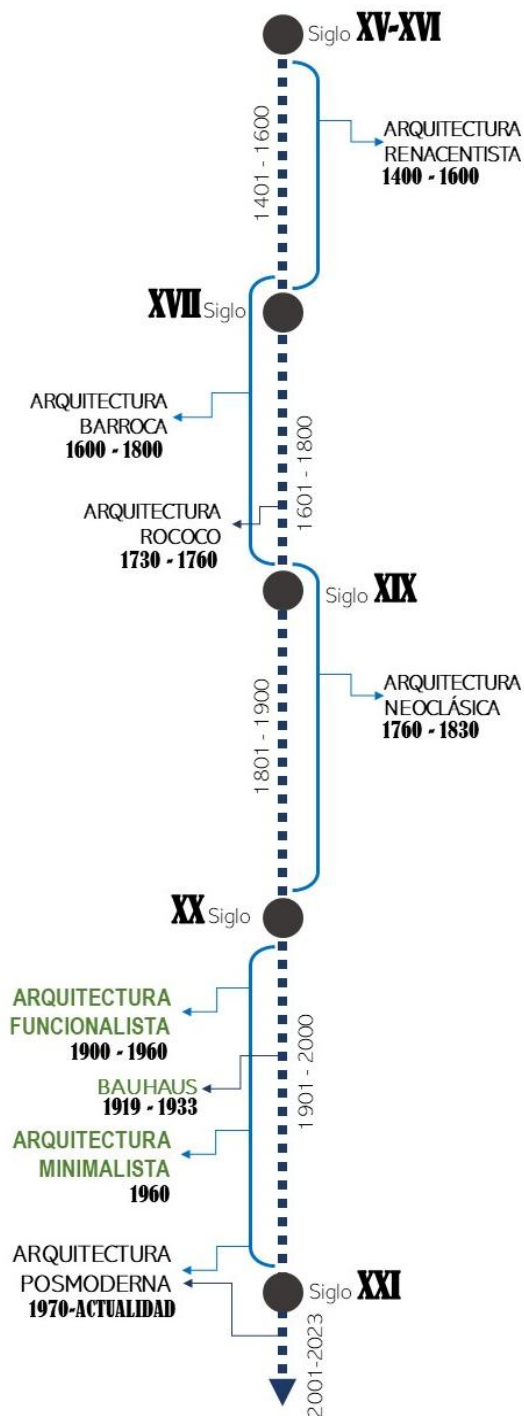 Siglo XV-XVI
1401 - 1600
ARQUITECTURA
RENACENTISTA
1400 - 1600
XVII Siglo
ARQUITECTURA
BARROCA
1600 - 1800
1601 - 1800
ARQUITECTURA
ROCOCO
1730 - 1760
Siglo XIX
1801 - 1900
ARQUITECTURA
NEOCLÁSICA
1760 - 1830
XX Siglo
ARQUITECTURA
FUNCIONALISTA
1900 - 1960
1901 - 2000
BAUHAUS
1919 - 1933
ARQUITECTURA
MINIMALISTA
1960
ARQUITECTURA
POSMODERNA
1970-ACTUALIDAD
Siglo XXI
2001-2023